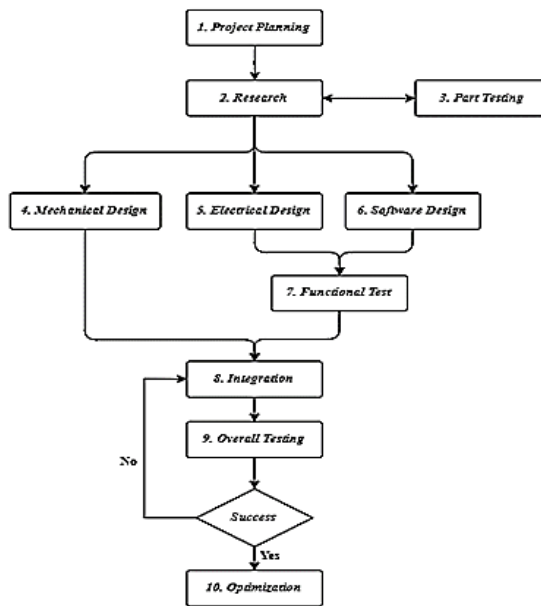 1. Project Planning
2. Research
3. Part Testing
4. Mechanical Design
5. Electrical Design
6. Software Design
7. Functional Test
8. Integration
9. Overall Testing
No
Success
Yes
10. Optimization